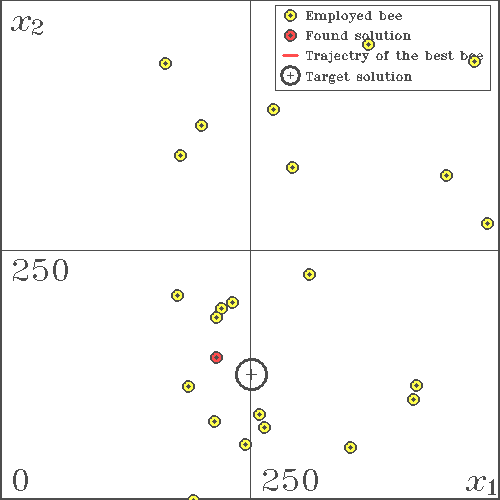 x₂
Employed bee
Found solution
Trajectry of the best bee
Target solution
250
0
250
x₁